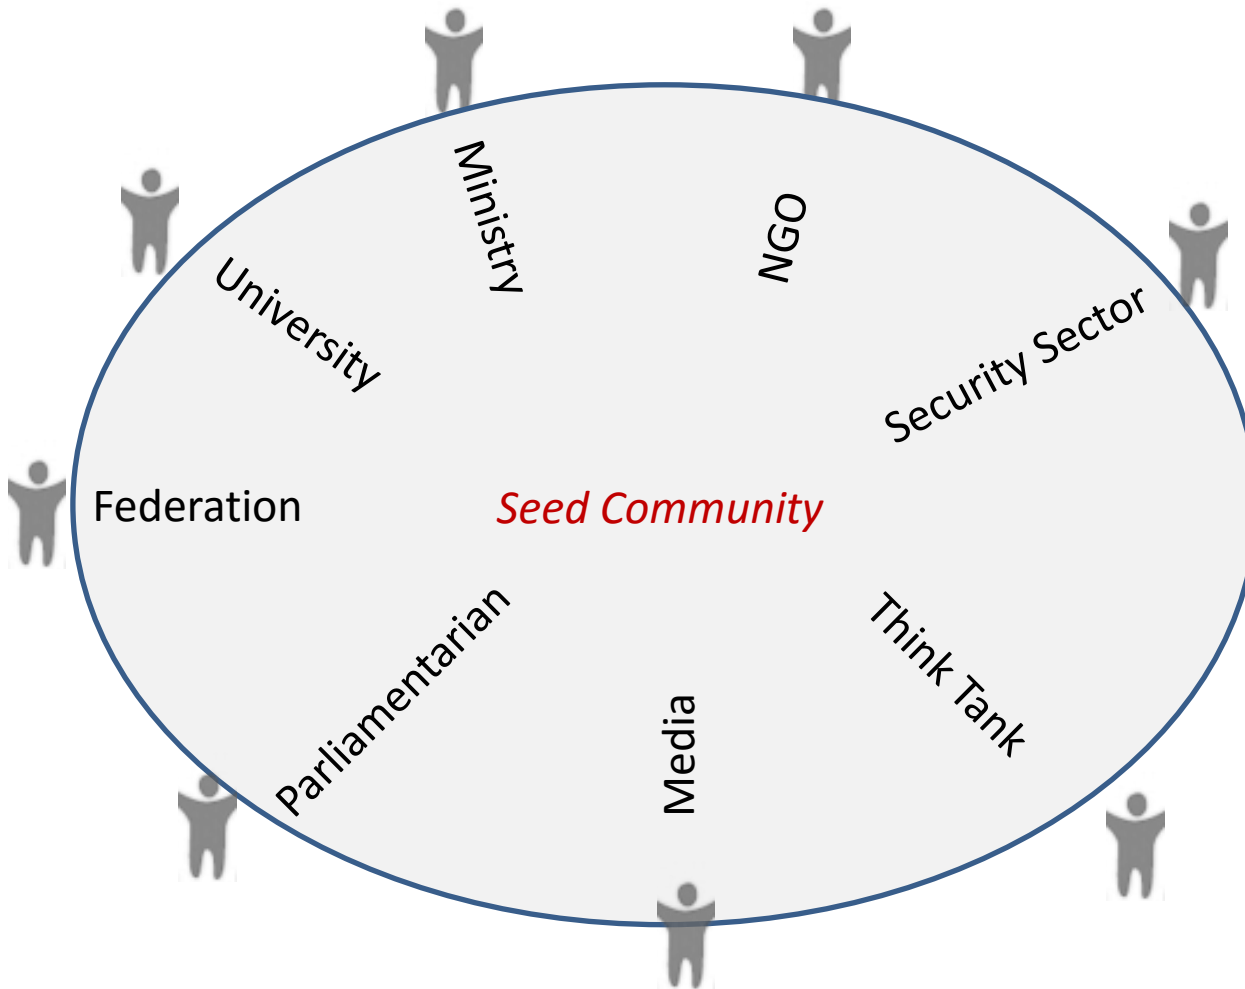 Ministry
NGO
University
Security Sector
Federation
Seed Community
Parliamentarian
Think Tank
Media